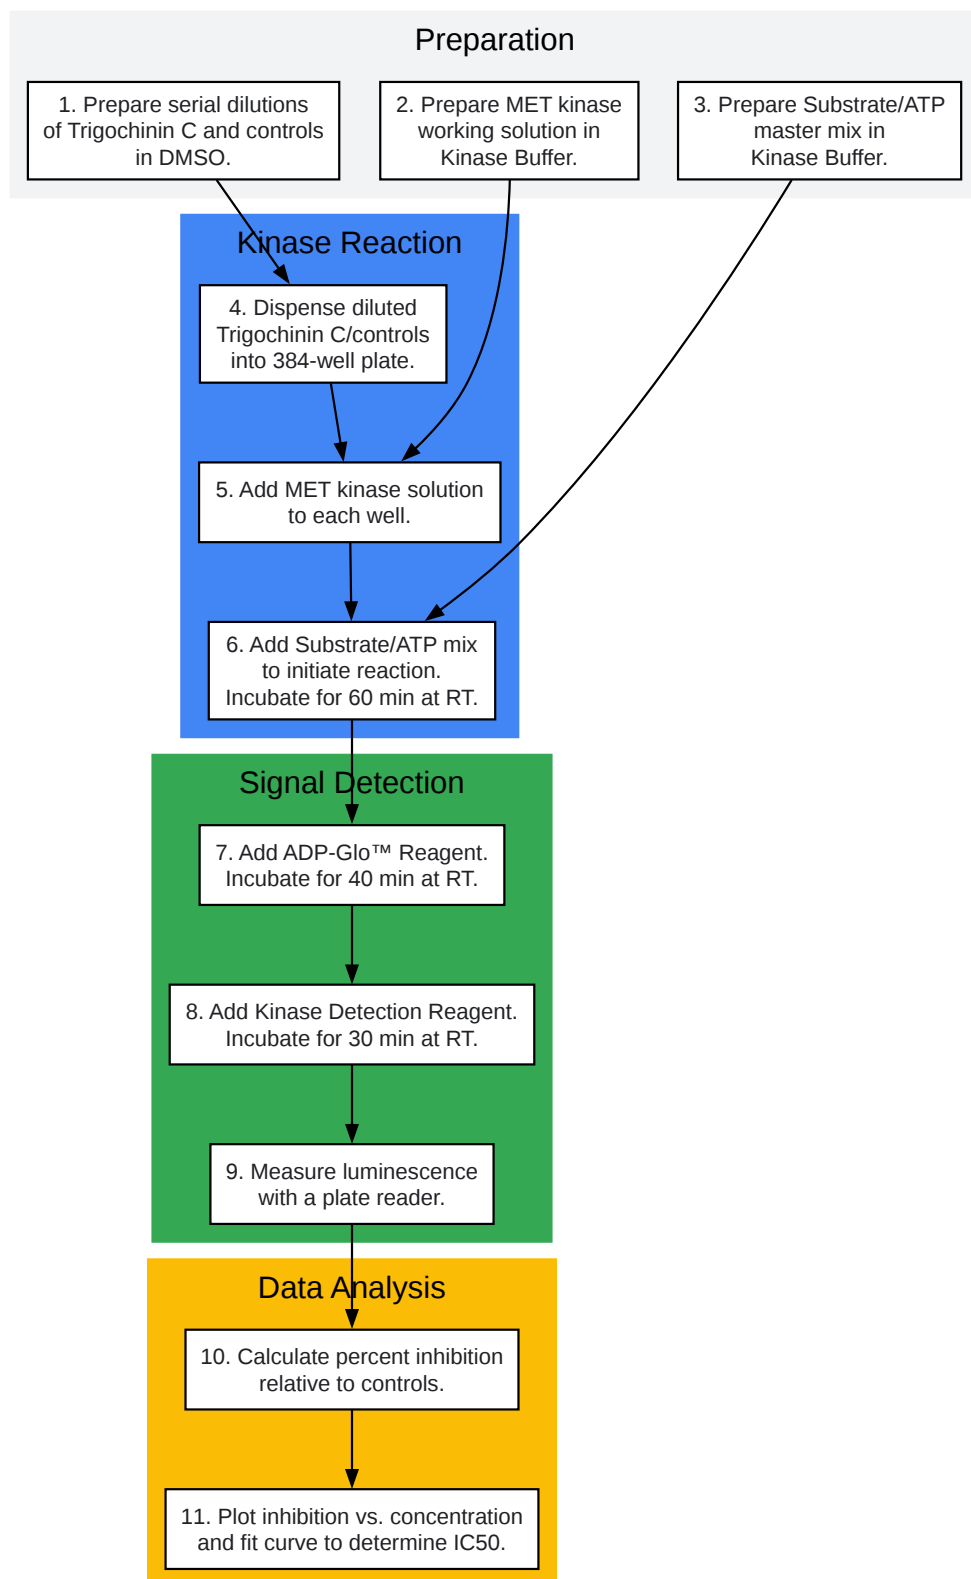 Preparation
1. Prepare serial dilutions
of Trigochinin C and controls
in DMSO.
2. Prepare MET kinase
working solution in
Kinase Buffer.
3. Prepare Substrate/ATP
master mix in
Kinase Buffer.
Kinase Reaction
4. Dispense diluted
Trigochinin C/controls
into 384-well plate.
5. Add MET kinase solution
to each well.
6. Add Substrate/ATP mix
to initiate reaction.
Incubate for 60 min at RT.
Signal Detection
7. Add ADP-Glo™ Reagent.
Incubate for 40 min at RT.
8. Add Kinase Detection Reagent.
Incubate for 30 min at RT.
9. Measure luminescence
with a plate reader.
Data Analysis
10. Calculate percent inhibition
relative to controls.
11. Plot inhibition vs. concentration
and fit curve to determine IC50.